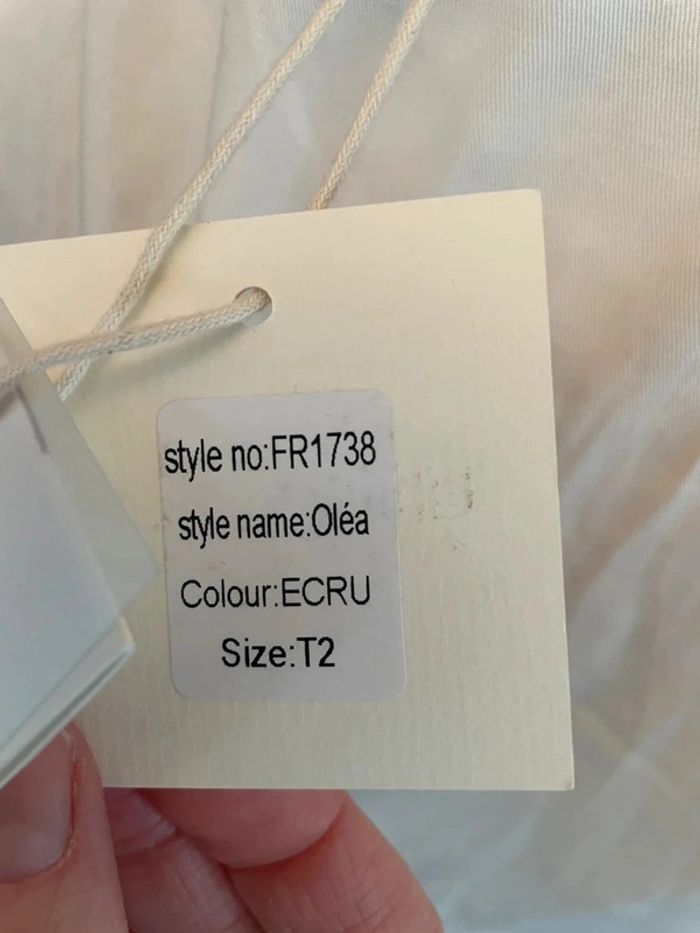 style no:FR1738
style name:Oléa
Colour:ECRU
Size:T2